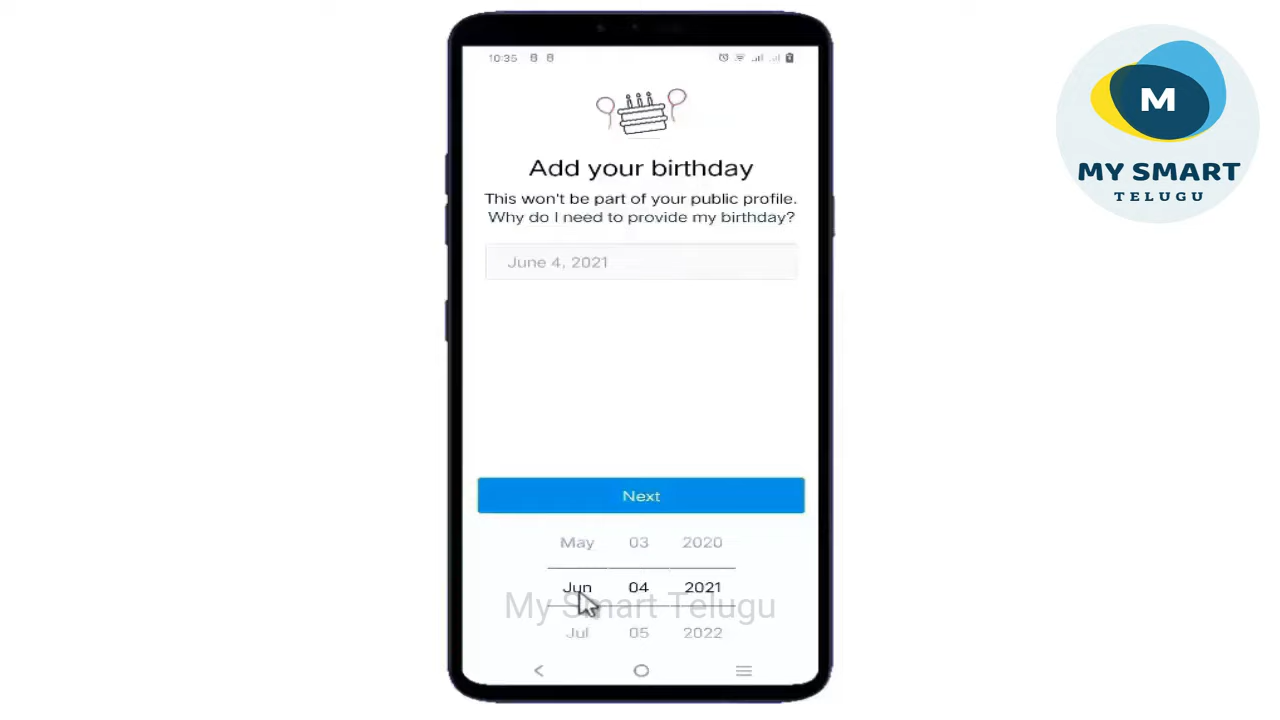 10:35
Add your birthday
This won't be part of your public profile.
Why do I need to provide my birthday?
June 4, 2021
Next
May 03 2020
Jun 04 2021
My Smart Telugu
Jul 05 2022
M
MY SMART
TELUGU